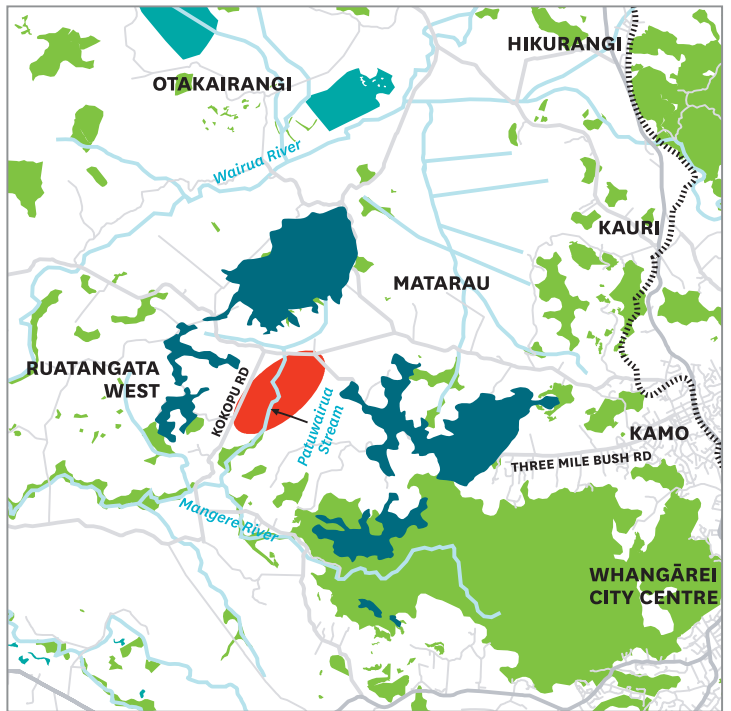 HIKURANGI
OTAKAIRANGI
Wairua River
KAURI
MATARAU
RUATANGATA
WEST
KOKOPU RD
Patuwairua
Stream
KAMO
THREE MILE BUSH RD
Mangere River
WHANGĀREI
CITY CENTRE